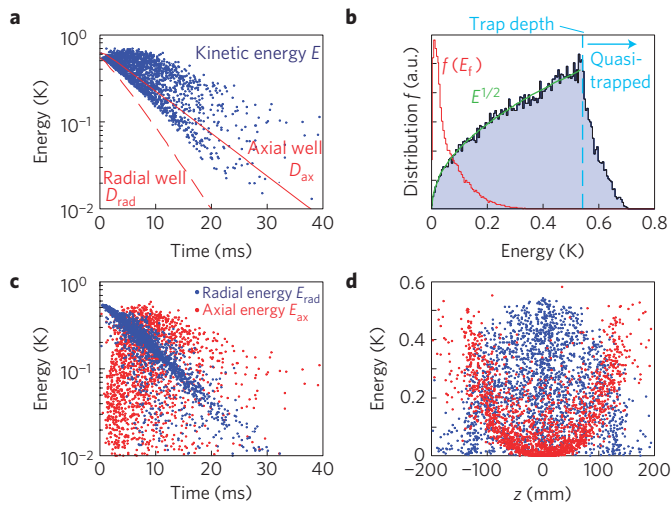 a
10⁰
10⁻¹
10⁻²
Energy (K)
Kinetic energy E
Axial well
D_ax
Radial well
D_rad
0
10
20
30
40
Time (ms)
b
Trap depth
Quasi-
trapped
f (E_f)
E^1/2
Distribution f (a.u.)
0
0.2
0.4
0.6
0.8
Energy (K)
c
10⁰
10⁻¹
10⁻²
Energy (K)
Radial energy E_rad
Axial energy E_ax
0
10
20
30
40
Time (ms)
d
0.6
0.4
0.2
0
Energy (K)
−200
−100
0
100
200
z (mm)